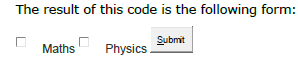 The result of this code is the following form:
Maths Physics Submit